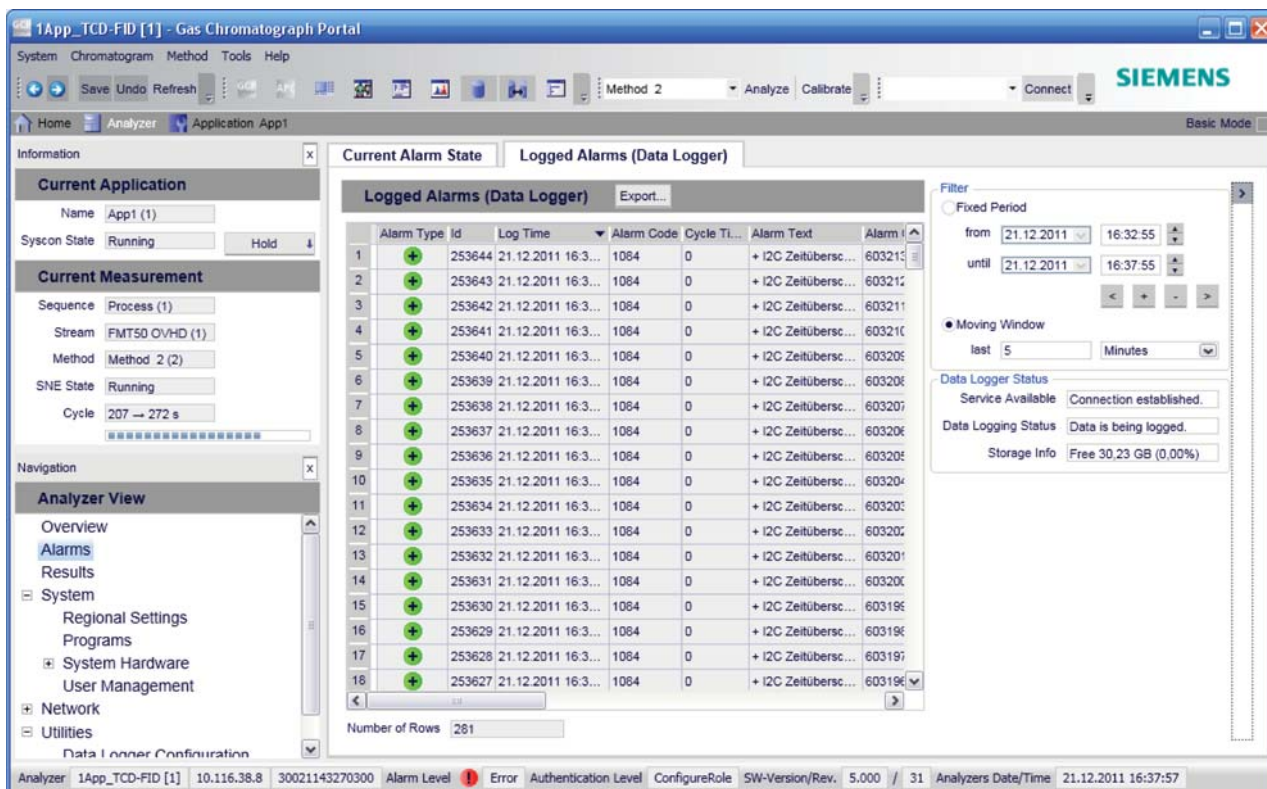 1App_TCD-FID [1] - Gas Chromatograph Portal
System Chromatogram Method Tools Help
Save Undo Refresh Method 2 Analyze Calibrate Connect SIEMENS
Home Analyzer Application App1 Basic Mode
Information
Current Application
Name App1 (1)
Syscon State Running Hold
Current Measurement
Sequence Process (1)
Stream FMT50 OVHD (1)
Method Method 2 (2)
SNE State Running
Cycle 207 → 272 s
Navigation
Analyzer View
Overview
Alarms
Results
System
Regional Settings
Programs
System Hardware
User Management
Network
Utilities
Data Logger Configuration
Current Alarm State Logged Alarms (Data Logger)
Logged Alarms (Data Logger) Export...
Alarm Type Id Log Time Alarm Code Cycle Ti... Alarm Text Alarm
1 253644 21.12.2011 16:3... 1084 0 + I2C Zeitübersc... 603213
2 253643 21.12.2011 16:3... 1084 0 + I2C Zeitübersc... 603212
3 253642 21.12.2011 16:3... 1084 0 + I2C Zeitübersc... 603211
4 253641 21.12.2011 16:3... 1084 0 + I2C Zeitübersc... 603210
5 253640 21.12.2011 16:3... 1084 0 + I2C Zeitübersc... 603209
6 253639 21.12.2011 16:3... 1084 0 + I2C Zeitübersc... 603208
7 253638 21.12.2011 16:3... 1084 0 + I2C Zeitübersc... 603207
8 253637 21.12.2011 16:3... 1084 0 + I2C Zeitübersc... 603206
9 253636 21.12.2011 16:3... 1084 0 + I2C Zeitübersc... 603205
10 253635 21.12.2011 16:3... 1084 0 + I2C Zeitübersc... 603204
11 253634 21.12.2011 16:3... 1084 0 + I2C Zeitübersc... 603203
12 253633 21.12.2011 16:3... 1084 0 + I2C Zeitübersc... 603202
13 253632 21.12.2011 16:3... 1084 0 + I2C Zeitübersc... 603201
14 253631 21.12.2011 16:3... 1084 0 + I2C Zeitübersc... 603200
15 253630 21.12.2011 16:3... 1084 0 + I2C Zeitübersc... 603199
16 253629 21.12.2011 16:3... 1084 0 + I2C Zeitübersc... 603198
17 253628 21.12.2011 16:3... 1084 0 + I2C Zeitübersc... 603197
18 253627 21.12.2011 16:3... 1084 0 + I2C Zeitübersc... 603196
Number of Rows 281
Filter
Fixed Period
from 21.12.2011 16:32:55
until 21.12.2011 16:37:55
< + - >
Moving Window
last 5 Minutes
Data Logger Status
Service Available Connection established.
Data Logging Status Data is being logged.
Storage Info Free 30,23 GB (0,00%)
Analyzer 1App_TCD-FID [1] 10.116.38.8 30021143270300 Alarm Level Error Authentication Level ConfigureRole SW-Version/Rev. 5.000 / 31 Analyzers Date/Time 21.12.2011 16:37:57